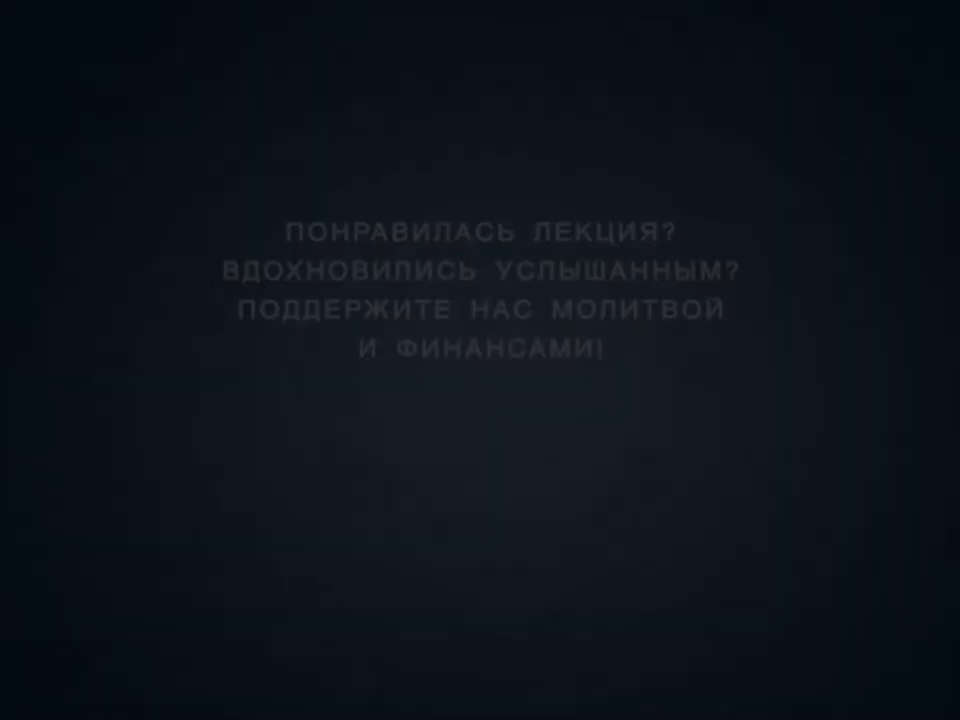 ПОНРАВИЛАСЬ ЛЕКЦИЯ?
ВДОХНОВИЛИСЬ УСЛЫШАННЫМ?
ПОДДЕРЖИТЕ НАС МОЛИТВОЙ
И ФИНАНСАМИ!